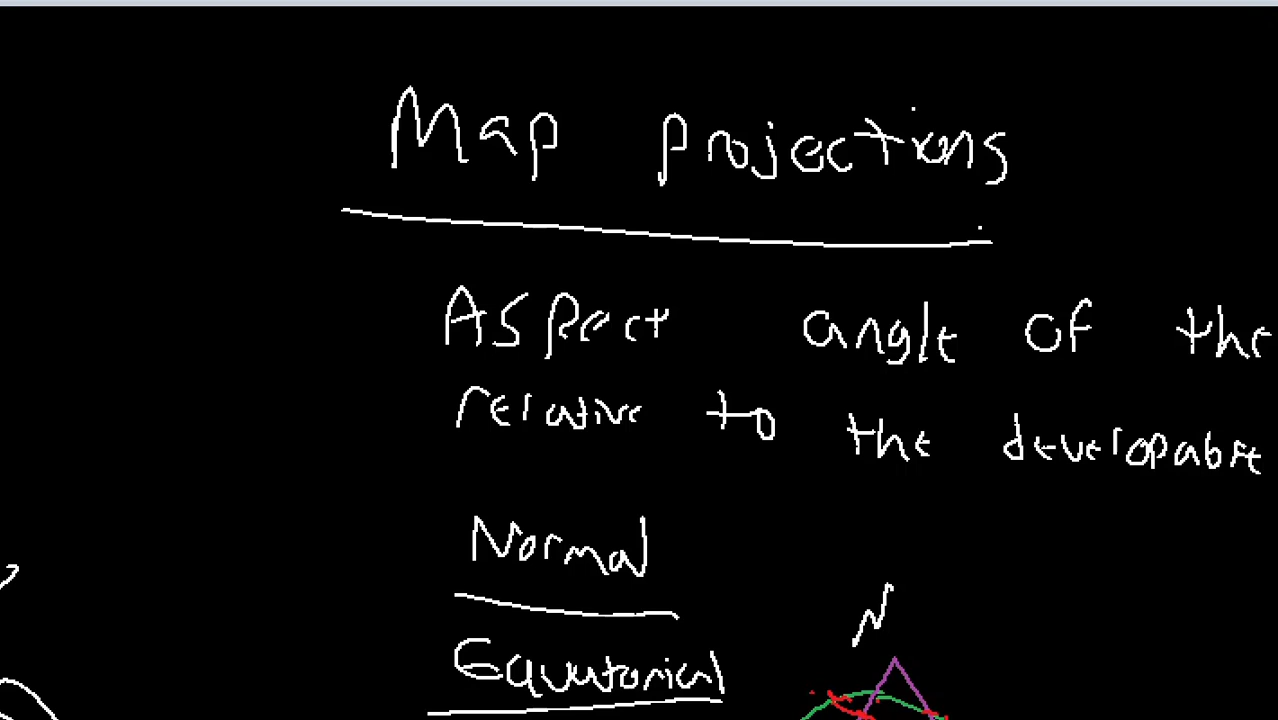 Map projections
Aspect angle of the
relative to the developable
Normal
N
Equatorial